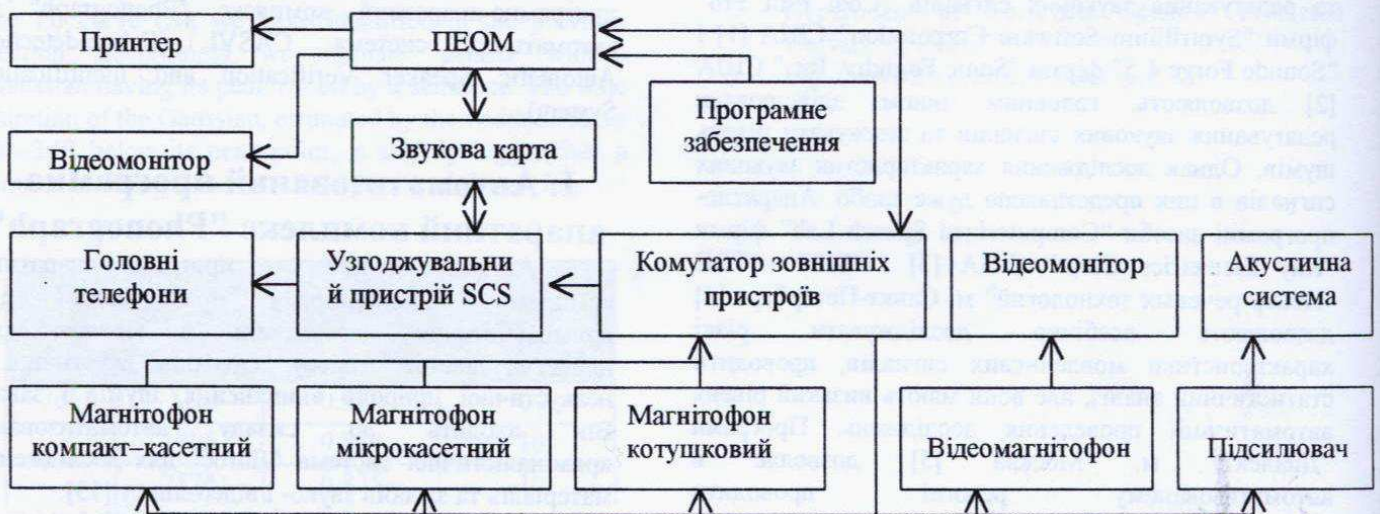 Принтер
ПЕОМ
Відеомонітор
Звукова карта
Програмне
забезпечення
Головні
телефони
Узгоджувальни
й пристрій SCS
Комутатор зовнішніх
пристроїв
Відеомонітор
Акустична
система
Магнітофон
компакт–касетний
Магнітофон
мікрокасетний
Магнітофон
котушковий
Відеомагнітофон
Підсилювач